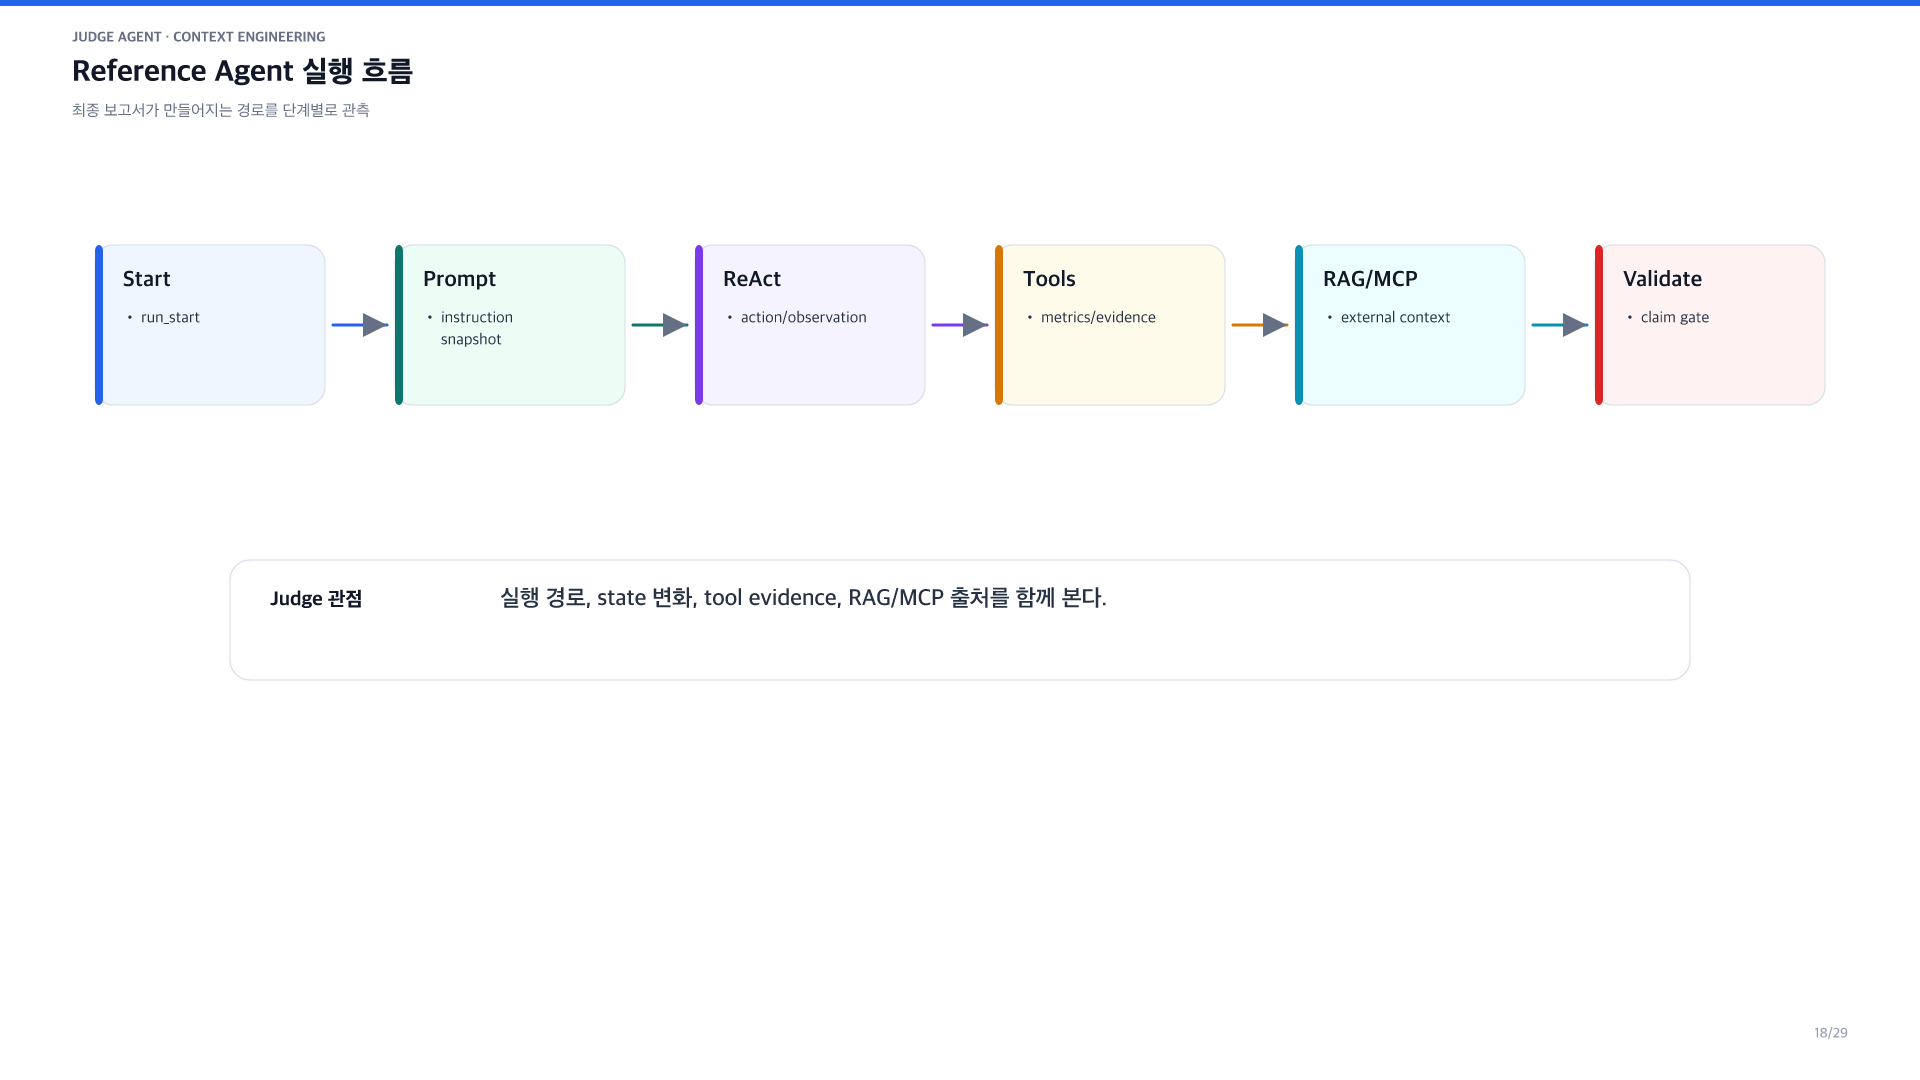 JUDGE AGENT · CONTEXT ENGINEERING
Reference Agent 실행 흐름
최종 보고서가 만들어지는 경로를 단계별로 관측
Start
• run_start
Prompt
• instruction
snapshot
ReAct
• action/observation
Tools
• metrics/evidence
RAG/MCP
• external context
Validate
• claim gate
Judge 관점
실행 경로, state 변화, tool evidence, RAG/MCP 출처를 함께 본다.
18/29